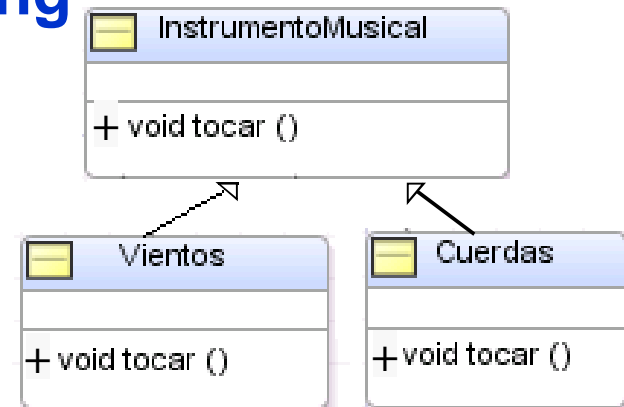 ng
InstrumentoMusical
+ void tocar ()
Vientos
Cuerdas
+ void tocar ()
+ void tocar ()